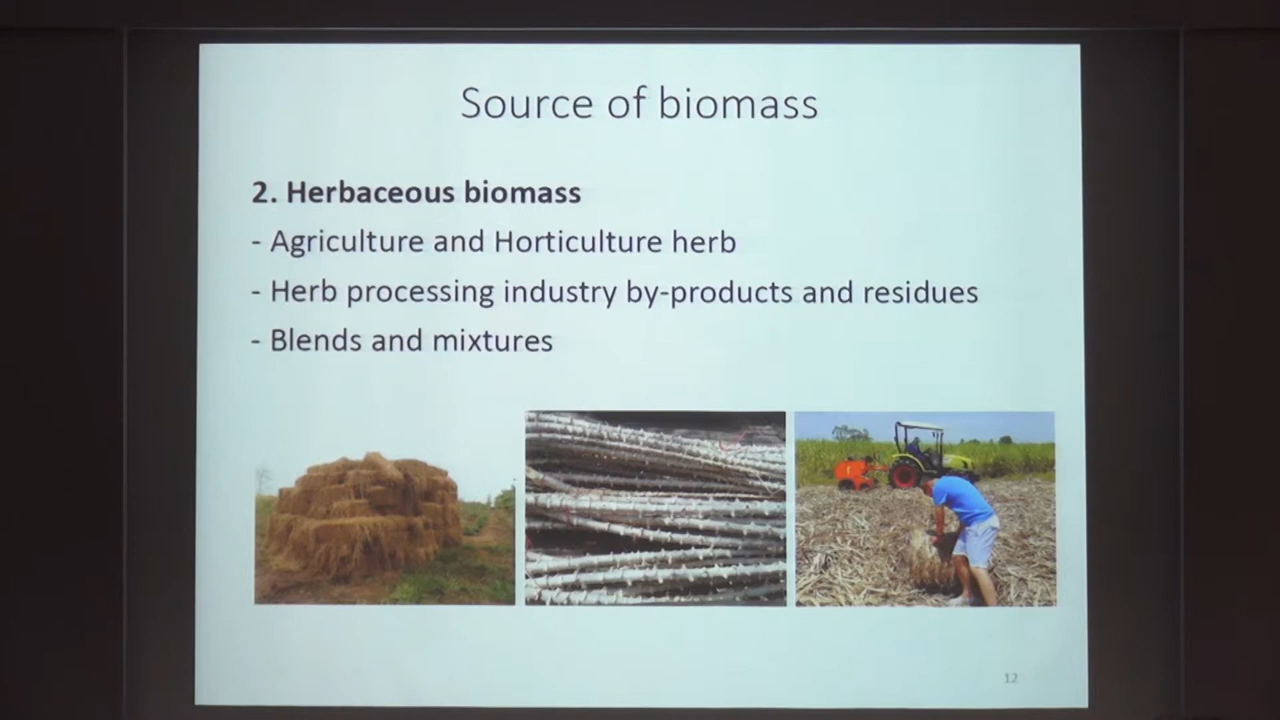 Source of biomass
2. Herbaceous biomass
- Agriculture and Horticulture herb
- Herb processing industry by-products and residues
- Blends and mixtures
12